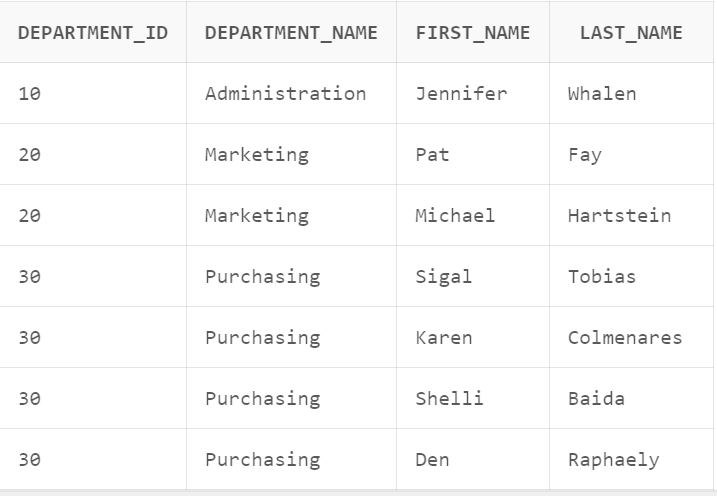 DEPARTMENT_ID DEPARTMENT_NAME FIRST_NAME LAST_NAME
10 Administration Jennifer Whalen
20 Marketing Pat Fay
20 Marketing Michael Hartstein
30 Purchasing Sigal Tobias
30 Purchasing Karen Colmenares
30 Purchasing Shelli Baida
30 Purchasing Den Raphaely